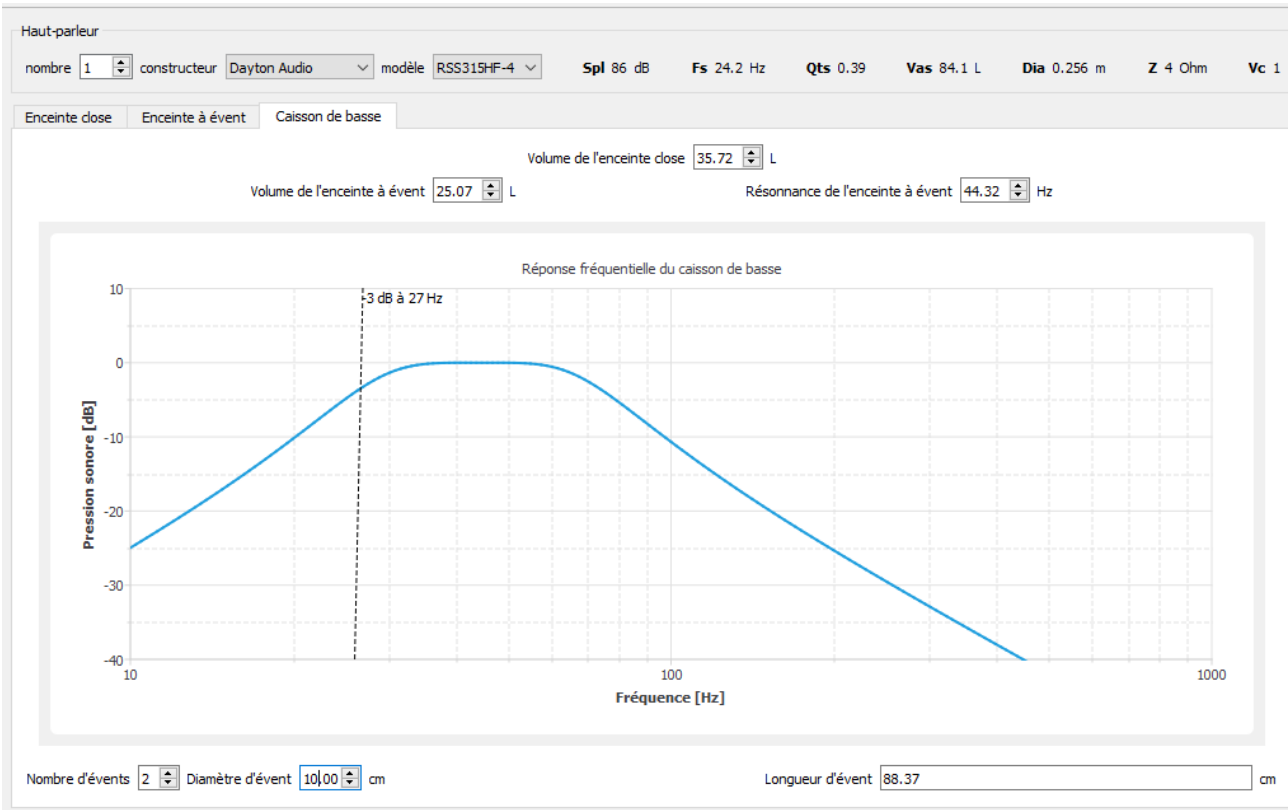 Haut-parleur
nombre 1 constructeur Dayton Audio modèle RSS315HF-4 Spl 86 dB Fs 24.2 Hz Qts 0.39 Vas 84.1 L Dia 0.256 m Z 4 Ohm Vc 1
Enceinte close Enceinte à évent Caisson de basse
Volume de l'enceinte close 35.72 L
Volume de l'enceinte à évent 25.07 L Résonnance de l'enceinte à évent 44.32 Hz
Réponse fréquentielle du caisson de basse
10
-3 dB à 27 Hz
0
-10
-20
-30
-40
Pression sonore [dB]
10 100 1000
Fréquence [Hz]
Nombre d'évents 2 Diamètre d'évent 10,00 cm Longueur d'évent 88.37 cm